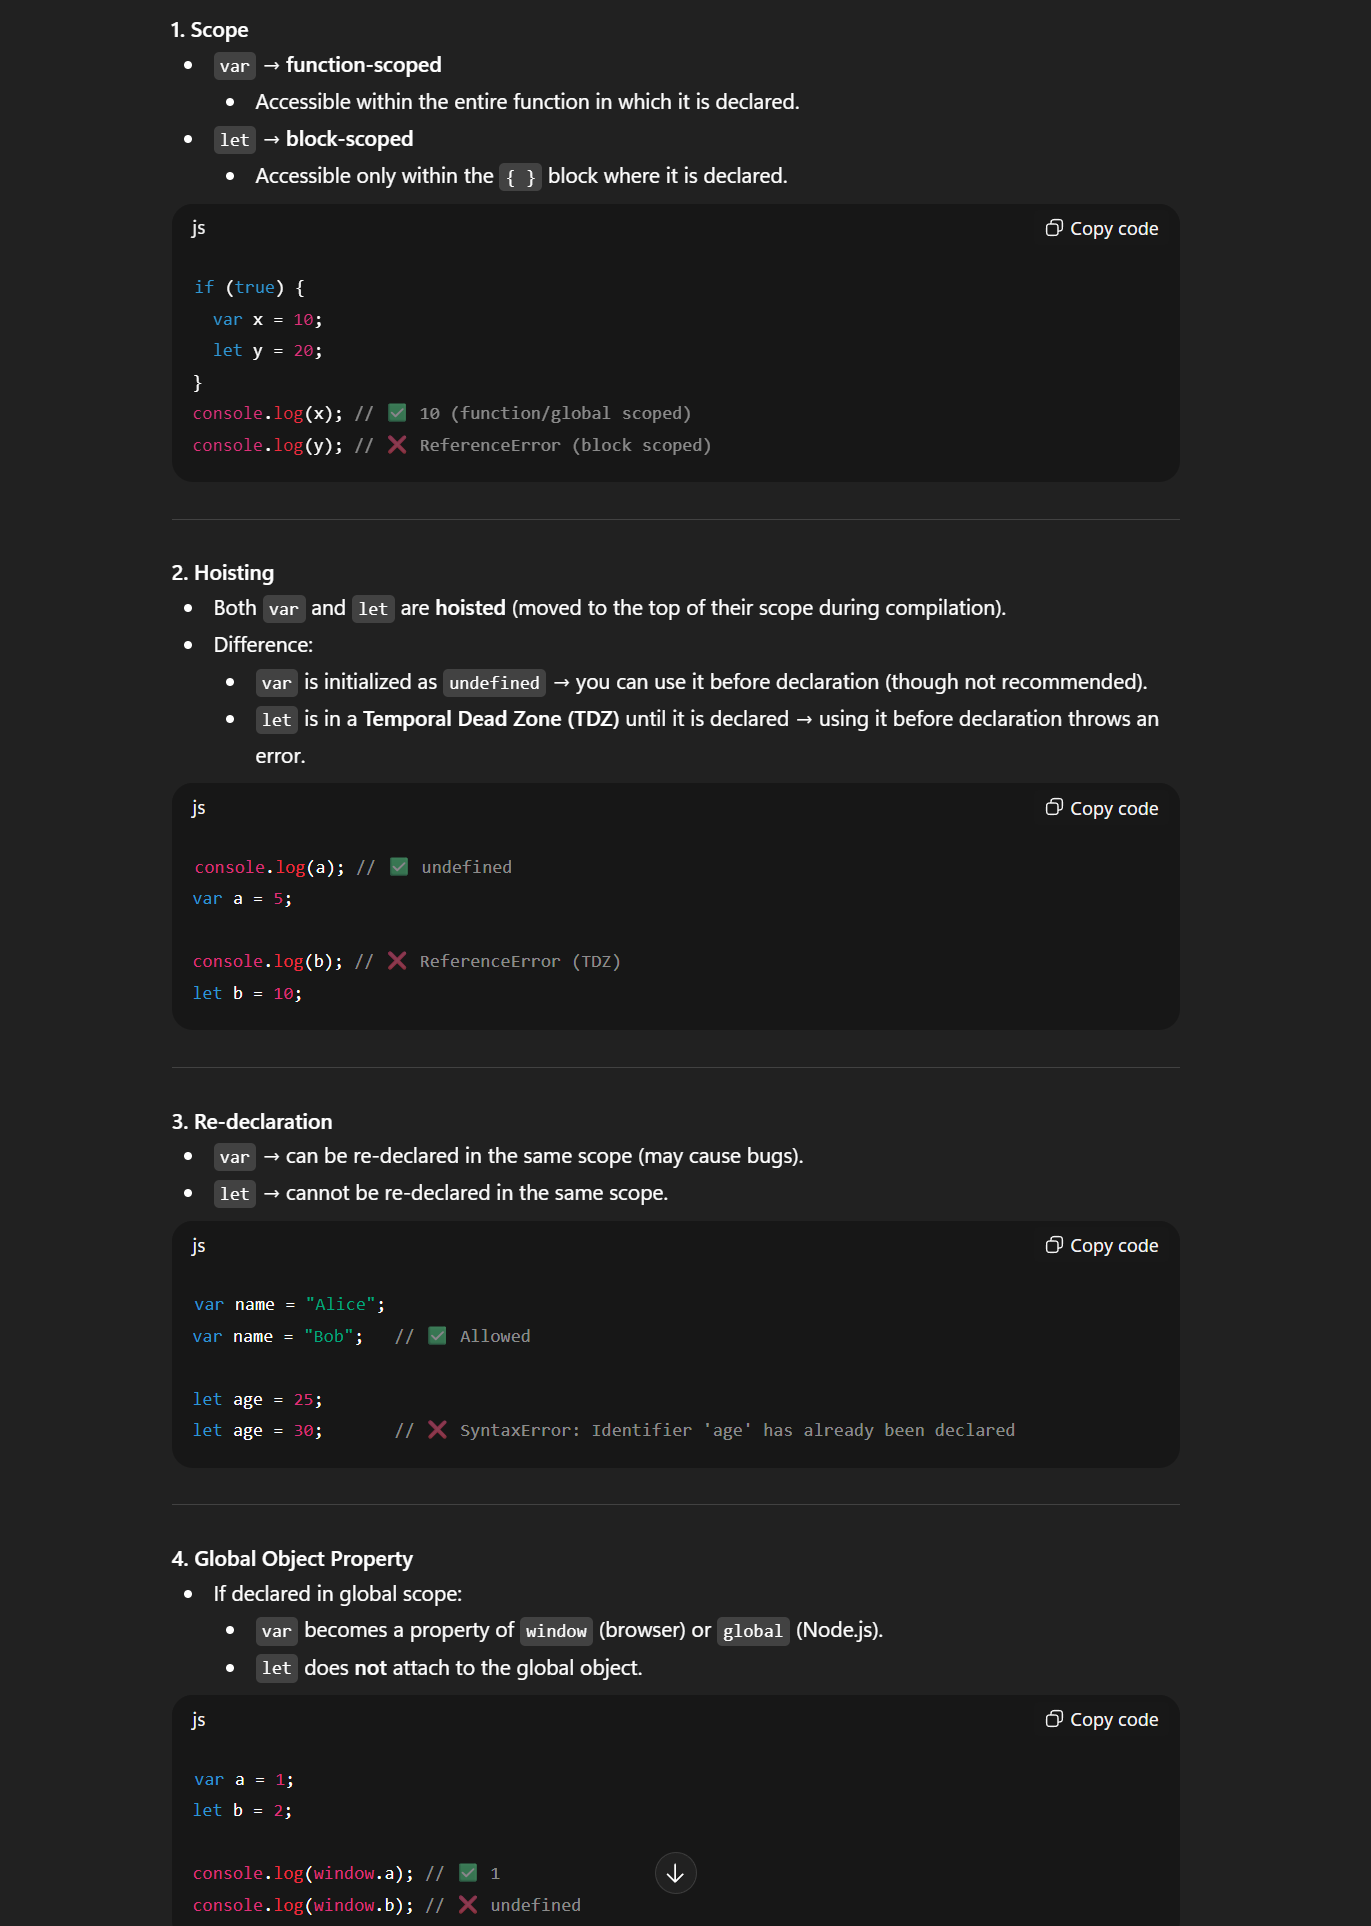 1. Scope
• var → function-scoped
• Accessible within the entire function in which it is declared.
• let → block-scoped
• Accessible only within the { } block where it is declared.
js Copy code
if (true) {
  var x = 10;
  let y = 20;
}
console.log(x); // ✅ 10 (function/global scoped)
console.log(y); // ❌ ReferenceError (block scoped)
2. Hoisting
• Both var and let are hoisted (moved to the top of their scope during compilation).
• Difference:
• var is initialized as undefined → you can use it before declaration (though not recommended).
• let is in a Temporal Dead Zone (TDZ) until it is declared → using it before declaration throws an
error.
js Copy code
console.log(a); // ✅ undefined
var a = 5;
console.log(b); // ❌ ReferenceError (TDZ)
let b = 10;
3. Re-declaration
• var → can be re-declared in the same scope (may cause bugs).
• let → cannot be re-declared in the same scope.
js Copy code
var name = "Alice";
var name = "Bob";   // ✅ Allowed
let age = 25;
let age = 30;       // ❌ SyntaxError: Identifier 'age' has already been declared
4. Global Object Property
• If declared in global scope:
• var becomes a property of window (browser) or global (Node.js).
• let does not attach to the global object.
js Copy code
var a = 1;
let b = 2;
console.log(window.a); // ✅ 1
console.log(window.b); // ❌ undefined